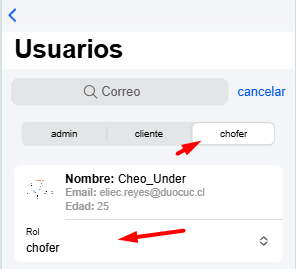 Usuarios
Correo
cancelar
admin
cliente
chofer
Nombre: Cheo_Under
Email: eliec.reyes@duocuc.cl
Edad: 25
Rol
chofer